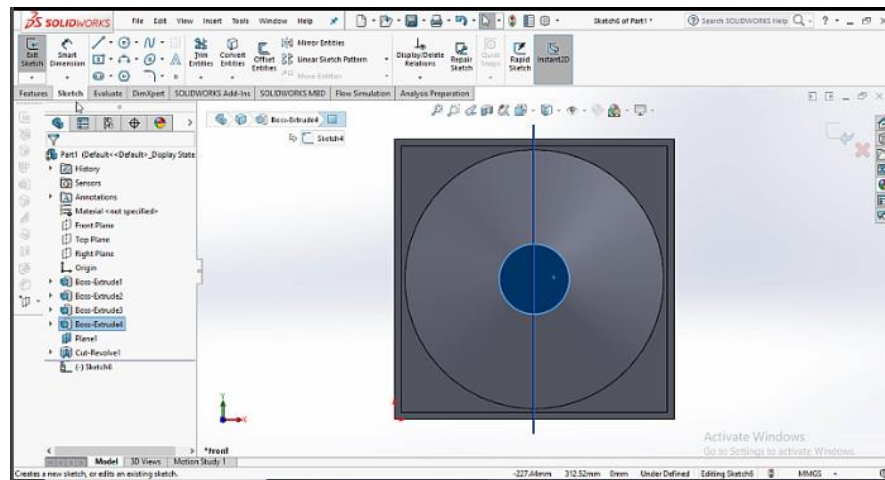 SOLIDWORKS File Edit View Insert Tools Window Help Sketch6 of Part1 * Search SOLIDWORKS Help
Exit Sketch Smart Dimension Trim Entities Convert Entities Offset Entities Mirror Entities Linear Sketch Pattern Move Entities Display/Delete Relations Repair Sketch Quick Snaps Rapid Sketch Instant2D
Features Sketch Evaluate DimXpert SOLIDWORKS Add-Ins SOLIDWORKS MBD Flow Simulation Analysis Preparation
Boss-Extrude4
Sketch4
Part1 (Default<<Default>_Display State
History
Sensors
Annotations
Material <not specified>
Front Plane
Top Plane
Right Plane
Origin
Boss-Extrude1
Boss-Extrude2
Boss-Extrude3
Boss-Extrude4
Plane1
Cut-Revolve1
(-) Sketch6
Y
X
*Front
Activate Windows
Go to Settings to activate Windows.
Model 3D Views Motion Study 1
Creates a new sketch, or edits an existing sketch. -227.44mm 312.52mm 0mm Under Defined Editing Sketch6 MMGS